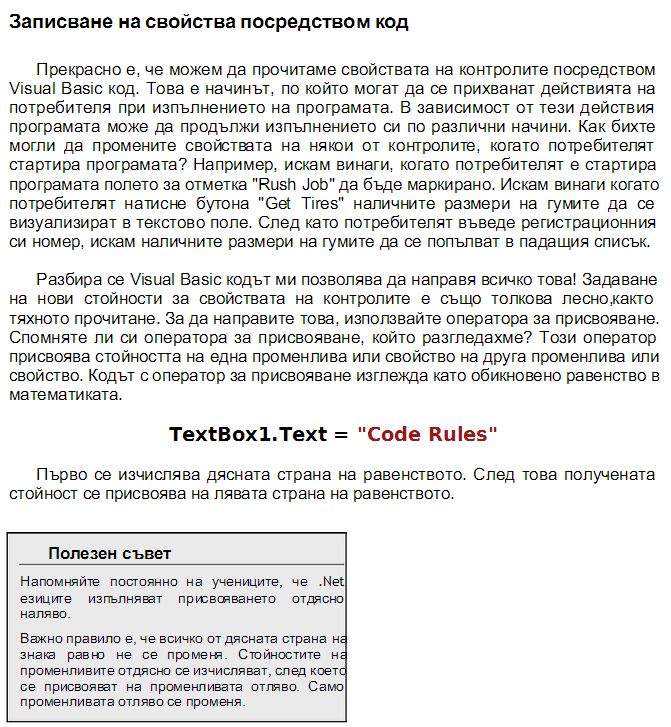 Записване на свойства посредством код
Прекрасно е, че можем да прочитаме свойствата на контролите посредством
Visual Basic код. Това е начинът, по който могат да се прихванат действията на
потребителя при изпълнението на програмата. В зависимост от тези действия
програмата може да продължи изпълнението си по различни начини. Как бихте
могли да промените свойствата на някои от контролите, когато потребителят
стартира програмата? Например, искам винаги, когато потребителят е стартира
програмата полето за отметка "Rush Job" да бъде маркирано. Искам винаги когато
потребителят натисне бутона "Get Tires" наличните размери на гумите да се
визуализират в текстово поле. След като потребителят въведе регистрационния
си номер, искам наличните размери на гумите да се попълват в падащия списък.
Разбира се Visual Basic кодът ми позволява да направя всичко това! Задаване
на нови стойности за свойствата на контролите е също толкова лесно,както
тяхното прочитане. За да направите това, използвайте оператора за присвояване.
Спомняте ли си оператора за присвояване, който разгледахме? Този оператор
присвоява стойността на една променлива или свойство на друга променлива или
свойство. Кодът с оператор за присвояване изглежда като обикновено равенство в
математиката.
TextBox1.Text = "Code Rules"
Първо се изчислява дясната страна на равенството. След това получената
стойност се присвоява на лявата страна на равенството.
Полезен съвет
Напомняйте постоянно на учениците, че .Net
езиците изпълняват присвояването отдясно
наляво.
Важно правило е, че всичко от дясната страна на
знака равно не се променя. Стойностите на
променливите отдясно се изчисляват, след което
се присвояват на променливата отляво. Само
променливата отляво се променя.